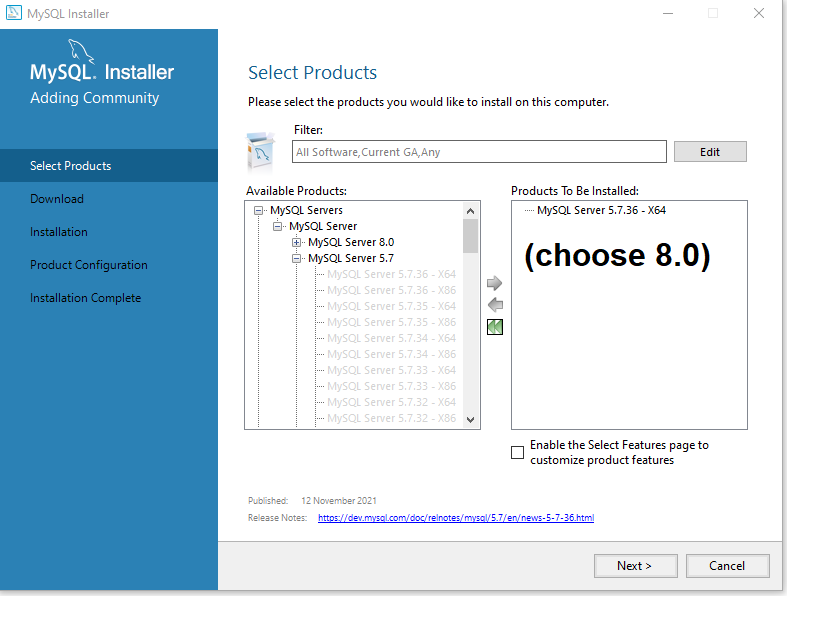 MySQL Installer
MySQL. Installer
Adding Community
Select Products
Download
Installation
Product Configuration
Installation Complete
Select Products
Please select the products you would like to install on this computer.
Filter:
All Software,Current GA,Any
Edit
Available Products:
MySQL Servers
MySQL Server
MySQL Server 8.0
MySQL Server 5.7
MySQL Server 5.7.36 - X64
MySQL Server 5.7.36 - X86
MySQL Server 5.7.35 - X64
MySQL Server 5.7.35 - X86
MySQL Server 5.7.34 - X64
MySQL Server 5.7.34 - X86
MySQL Server 5.7.33 - X64
MySQL Server 5.7.33 - X86
MySQL Server 5.7.32 - X64
MySQL Server 5.7.32 - X86
Products To Be Installed:
MySQL Server 5.7.36 - X64
(choose 8.0)
Enable the Select Features page to
customize product features
Published: 12 November 2021
Release Notes: https://dev.mysql.com/doc/relnotes/mysql/5.7/en/news-5-7-36.html
Next >
Cancel